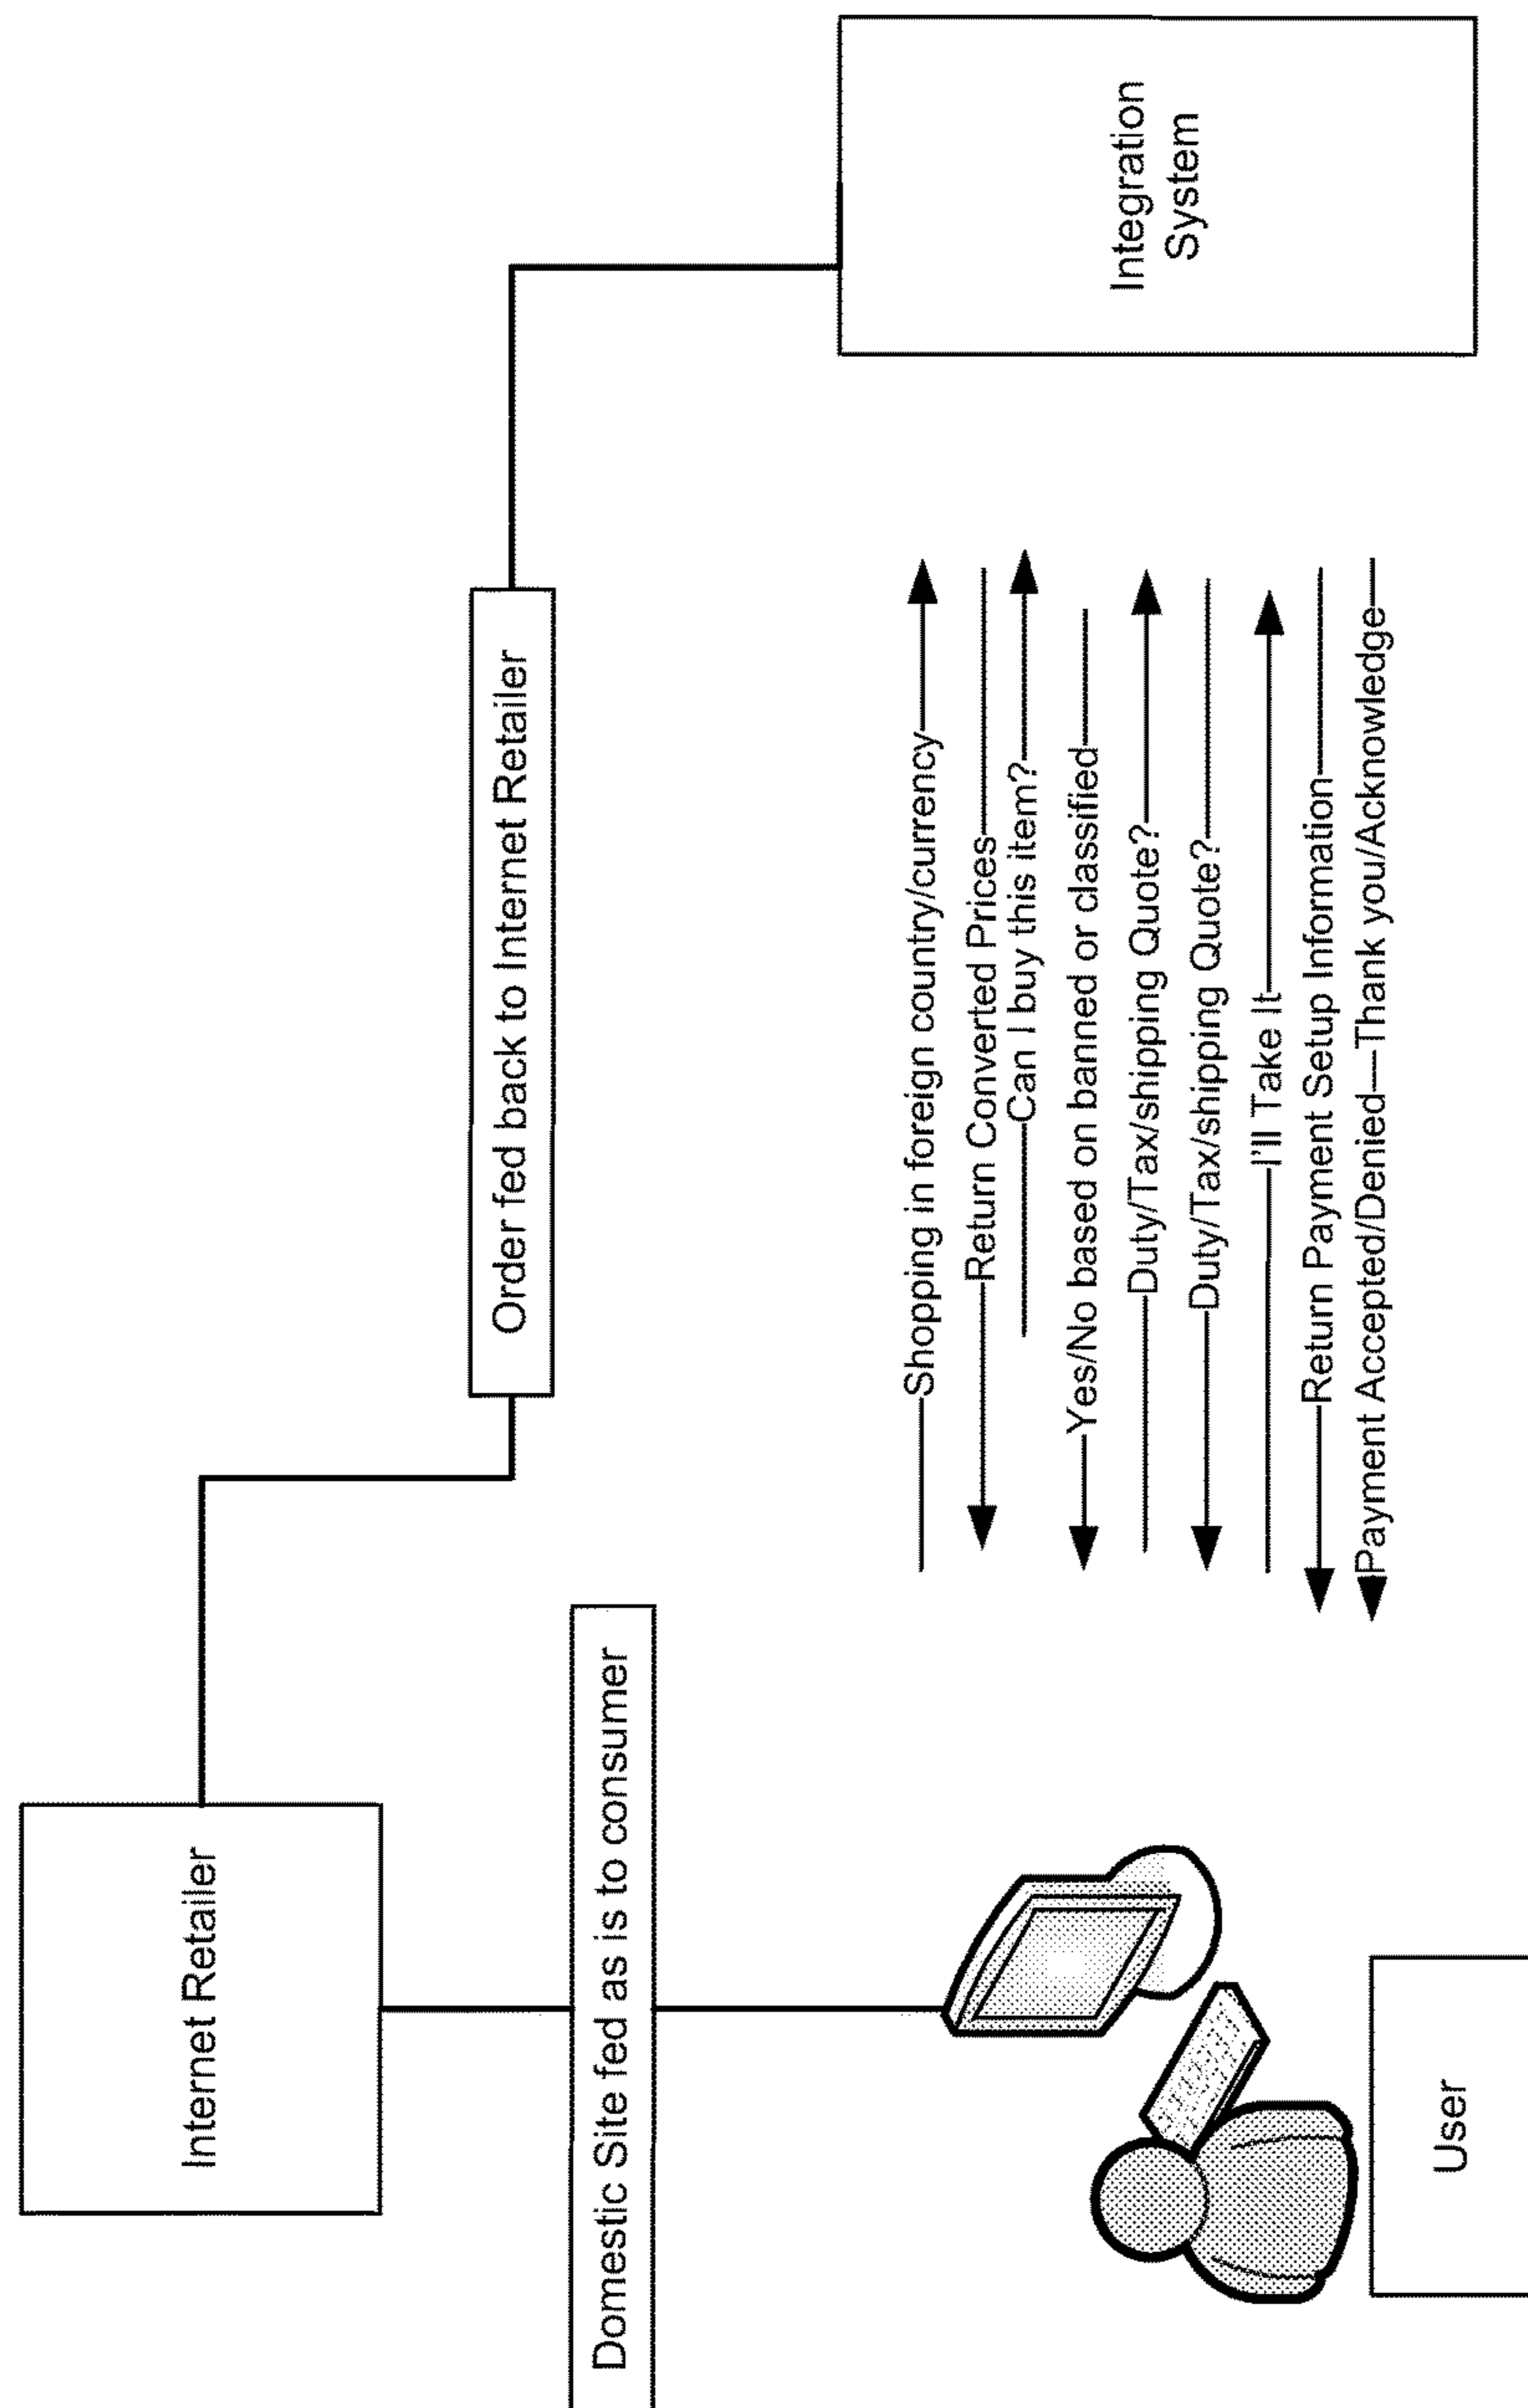 Internet Retailer
Order fed back to Internet Retailer
Domestic Site fed as is to consumer
Integration
System
Shopping in foreign country/currency
Return Converted Prices
Can I buy this item?
Yes/No based on banned or classified
Duty/Tax/shipping Quote?
Duty/Tax/shipping Quote?
I'll Take It
Return Payment Setup Information
Payment Accepted/Denied—Thank you/Acknowledge
User